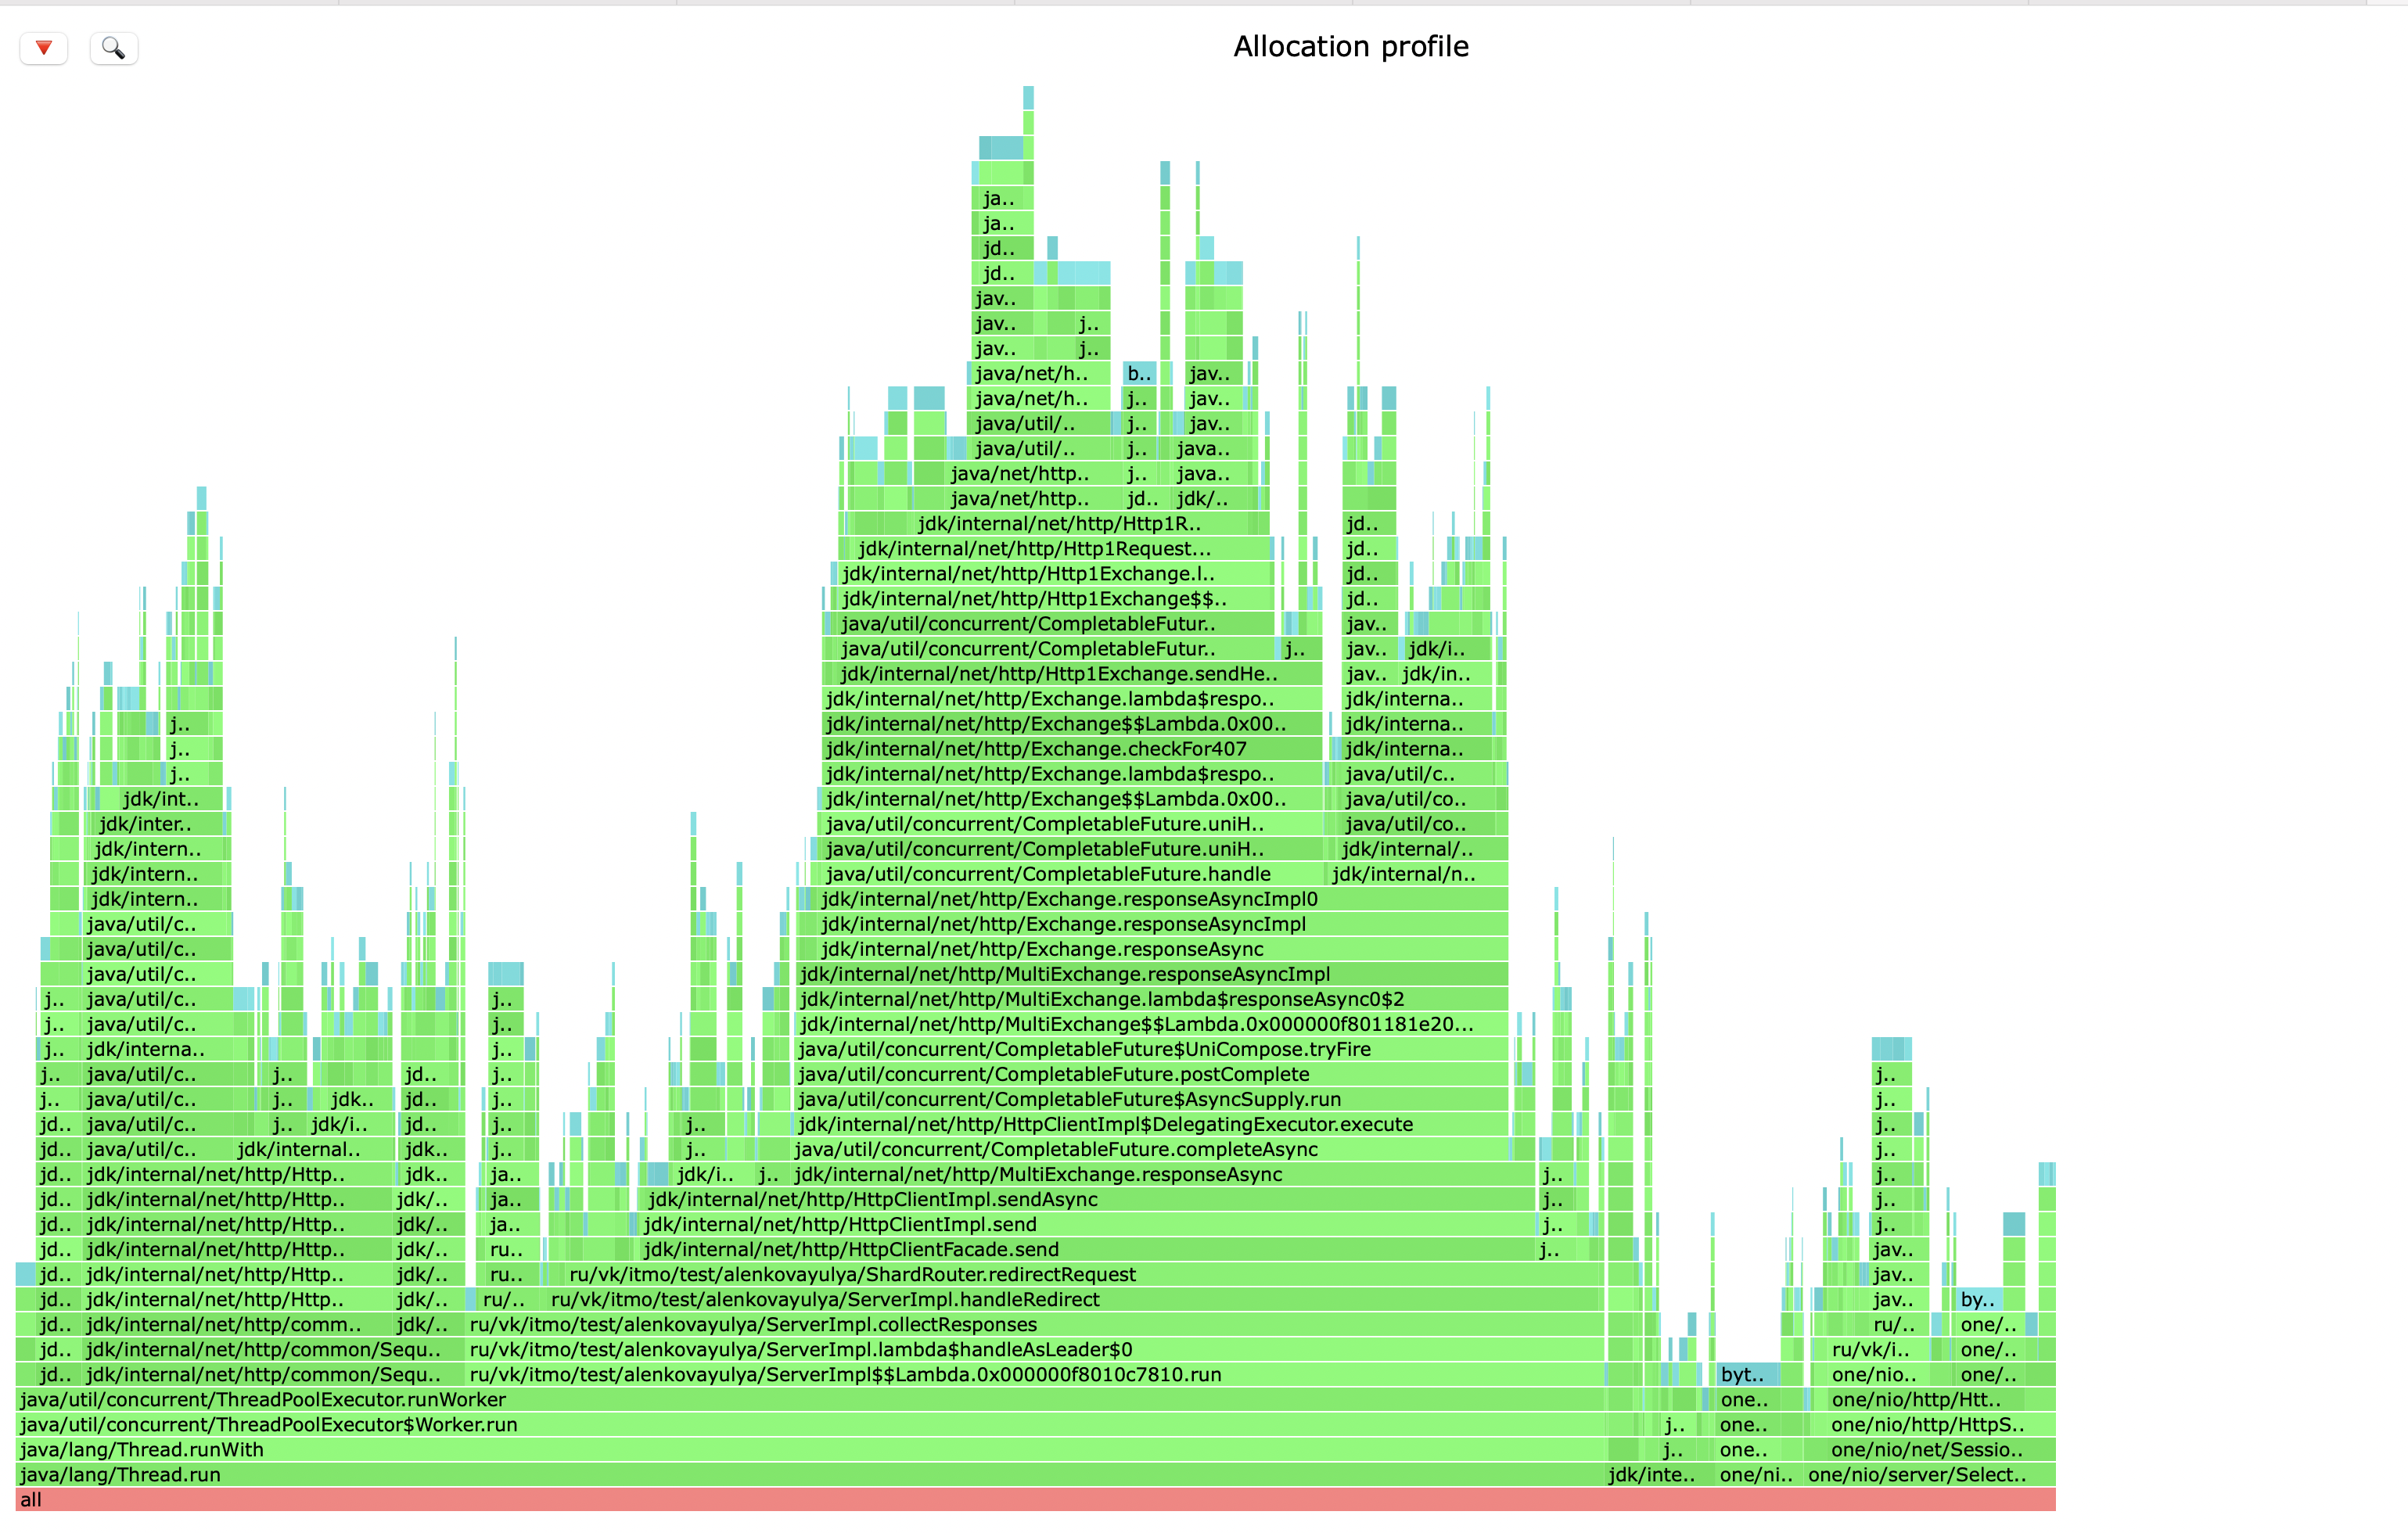 Allocation profile
ja..
ja..
jd..
jd..
jav..
jav.. j..
jav.. j..
java/net/h.. b.. jav..
java/net/h.. j.. jav..
java/util/.. j.. jav..
java/util/.. j.. java..
java/net/http.. j.. java..
java/net/http.. jd.. jdk/..
jdk/internal/net/http/Http1R.. jd..
jdk/internal/net/http/Http1Request... jd..
jdk/internal/net/http/Http1Exchange.l.. jd..
jdk/internal/net/http/Http1Exchange$$.. jd..
java/util/concurrent/CompletableFutur.. jav..
java/util/concurrent/CompletableFutur.. j.. jav.. jdk/i..
jdk/internal/net/http/Http1Exchange.sendHe.. jav.. jdk/in..
jdk/internal/net/http/Exchange.lambda$respo.. jdk/interna..
j.. jdk/internal/net/http/Exchange$$Lambda.0x00.. jdk/interna..
j.. jdk/internal/net/http/Exchange.checkFor407 jdk/interna..
j.. jdk/internal/net/http/Exchange.lambda$respo.. java/util/c..
jdk/int.. jdk/internal/net/http/Exchange$$Lambda.0x00.. java/util/co..
jdk/inter.. java/util/concurrent/CompletableFuture.uniH.. java/util/co..
jdk/intern.. java/util/concurrent/CompletableFuture.uniH.. jdk/internal/..
jdk/intern.. java/util/concurrent/CompletableFuture.handle jdk/internal/n..
jdk/intern.. jdk/internal/net/http/Exchange.responseAsyncImpl0
java/util/c.. jdk/internal/net/http/Exchange.responseAsyncImpl
java/util/c.. jdk/internal/net/http/Exchange.responseAsync
java/util/c.. jdk/internal/net/http/MultiExchange.responseAsyncImpl
j.. java/util/c.. j.. jdk/internal/net/http/MultiExchange.lambda$responseAsync0$2
j.. java/util/c.. j.. jdk/internal/net/http/MultiExchange$$Lambda.0x000000f801181e20...
j.. jdk/interna.. j.. java/util/concurrent/CompletableFuture$UniCompose.tryFire
j.. java/util/c.. j.. jd.. j.. java/util/concurrent/CompletableFuture.postComplete j..
j.. java/util/c.. j.. jdk.. jd.. j.. java/util/concurrent/CompletableFuture$AsyncSupply.run j..
jd.. java/util/c.. j.. jdk/i.. jd.. j.. j.. jdk/internal/net/http/HttpClientImpl$DelegatingExecutor.execute j..
jd.. java/util/c.. jdk/internal.. jdk.. j.. j.. java/util/concurrent/CompletableFuture.completeAsync j..
jd.. jdk/internal/net/http/Http.. jdk.. ja.. jdk/i.. j.. jdk/internal/net/http/MultiExchange.responseAsync j.. j..
jd.. jdk/internal/net/http/Http.. jdk/.. ja.. jdk/internal/net/http/HttpClientImpl.sendAsync j.. j..
jd.. jdk/internal/net/http/Http.. jdk/.. ja.. jdk/internal/net/http/HttpClientImpl.send j.. j..
jd.. jdk/internal/net/http/Http.. jdk/.. ru.. jdk/internal/net/http/HttpClientFacade.send j.. jav..
jd.. jdk/internal/net/http/Http.. jdk/.. ru.. ru/vk/itmo/test/alenkovayulya/ShardRouter.redirectRequest jav..
jd.. jdk/internal/net/http/Http.. jdk/.. ru/.. ru/vk/itmo/test/alenkovayulya/ServerImpl.handleRedirect jav.. by..
jd.. jdk/internal/net/http/comm.. jdk/.. ru/vk/itmo/test/alenkovayulya/ServerImpl.collectResponses ru/.. one/..
jd.. jdk/internal/net/http/common/Sequ.. ru/vk/itmo/test/alenkovayulya/ServerImpl.lambda$handleAsLeader$0 ru/vk/i.. one/..
jd.. jdk/internal/net/http/common/Sequ.. ru/vk/itmo/test/alenkovayulya/ServerImpl$$Lambda.0x000000f8010c7810.run byt.. one/nio.. one/..
java/util/concurrent/ThreadPoolExecutor.runWorker one.. one/nio/http/Htt..
java/util/concurrent/ThreadPoolExecutor$Worker.run j.. one.. one/nio/http/HttpS..
java/lang/Thread.runWith j.. one.. one/nio/net/Sessio..
java/lang/Thread.run jdk/inte.. one/ni.. one/nio/server/Select..
all